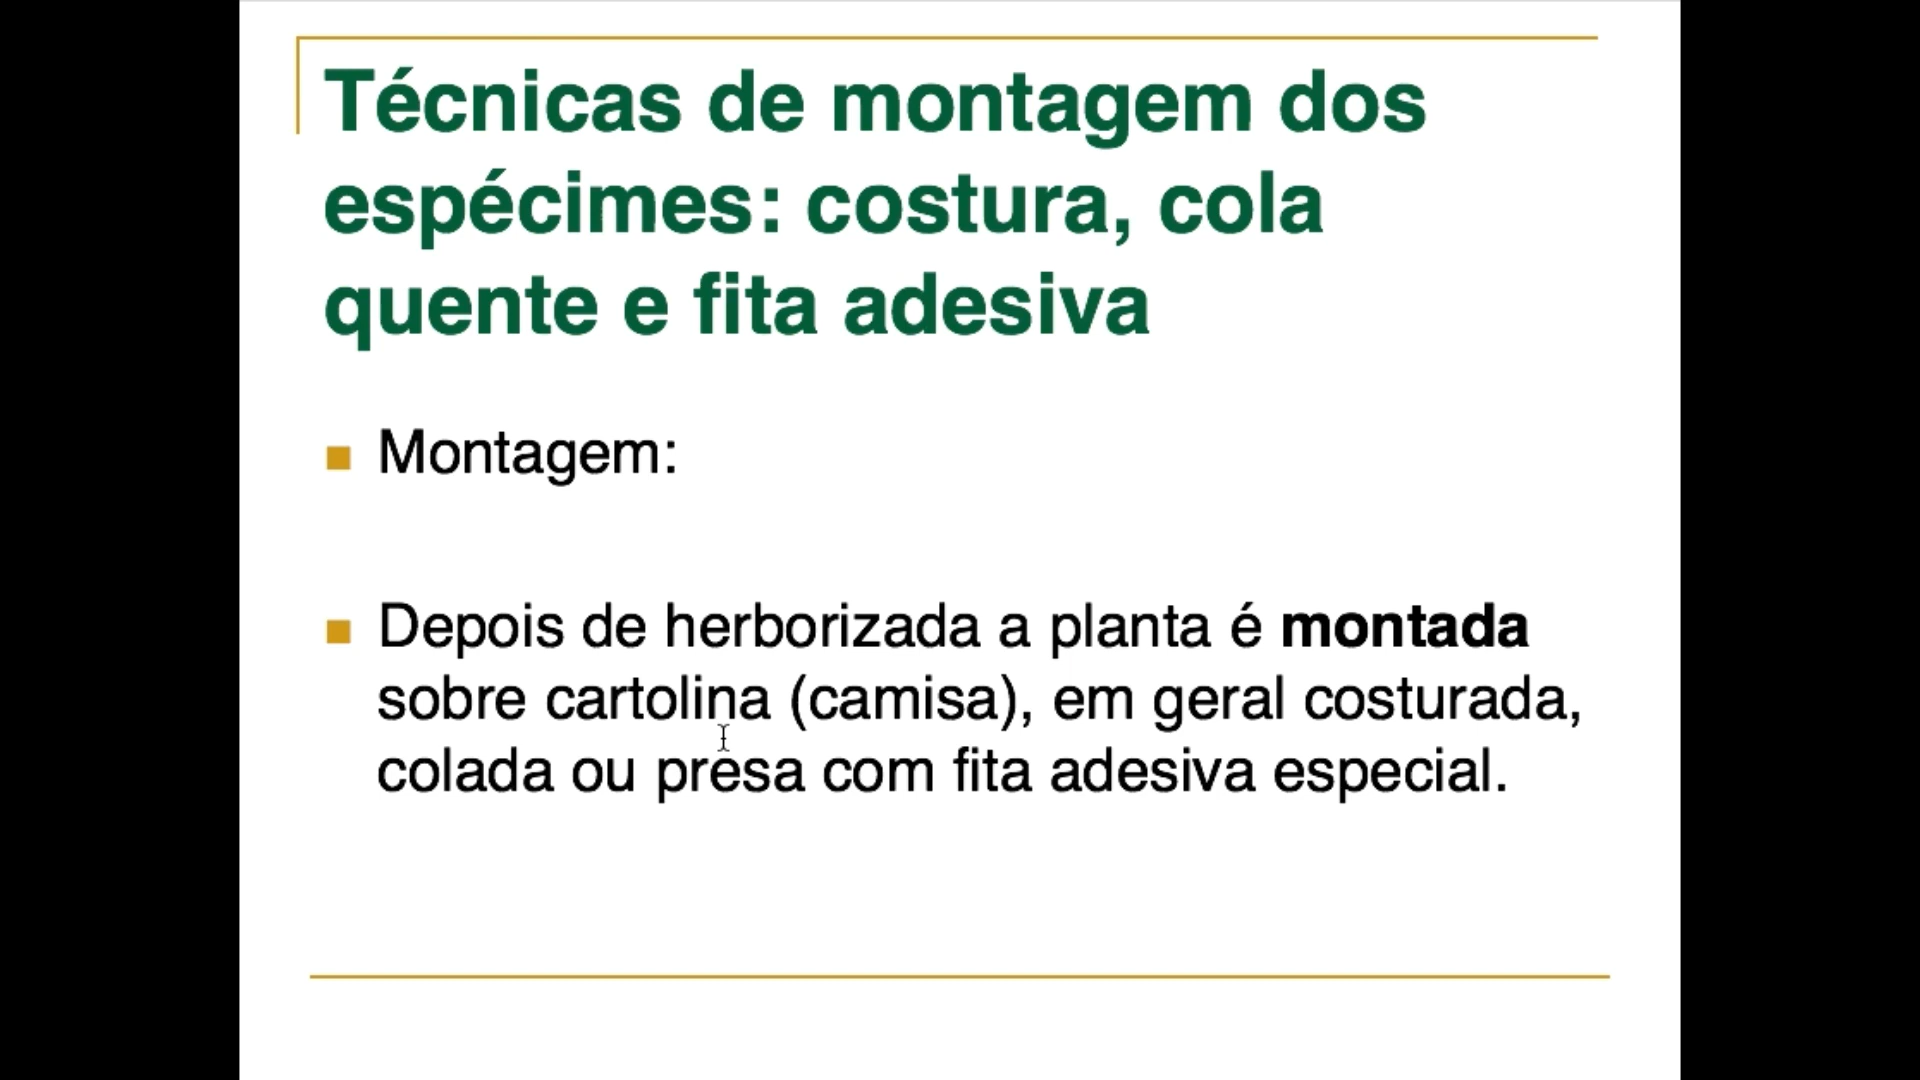 Técnicas de montagem dos
espécimes: costura, cola
quente e fita adesiva
Montagem:
Depois de herborizada a planta é montada
sobre cartolina (camisa), em geral costurada,
colada ou presa com fita adesiva especial.